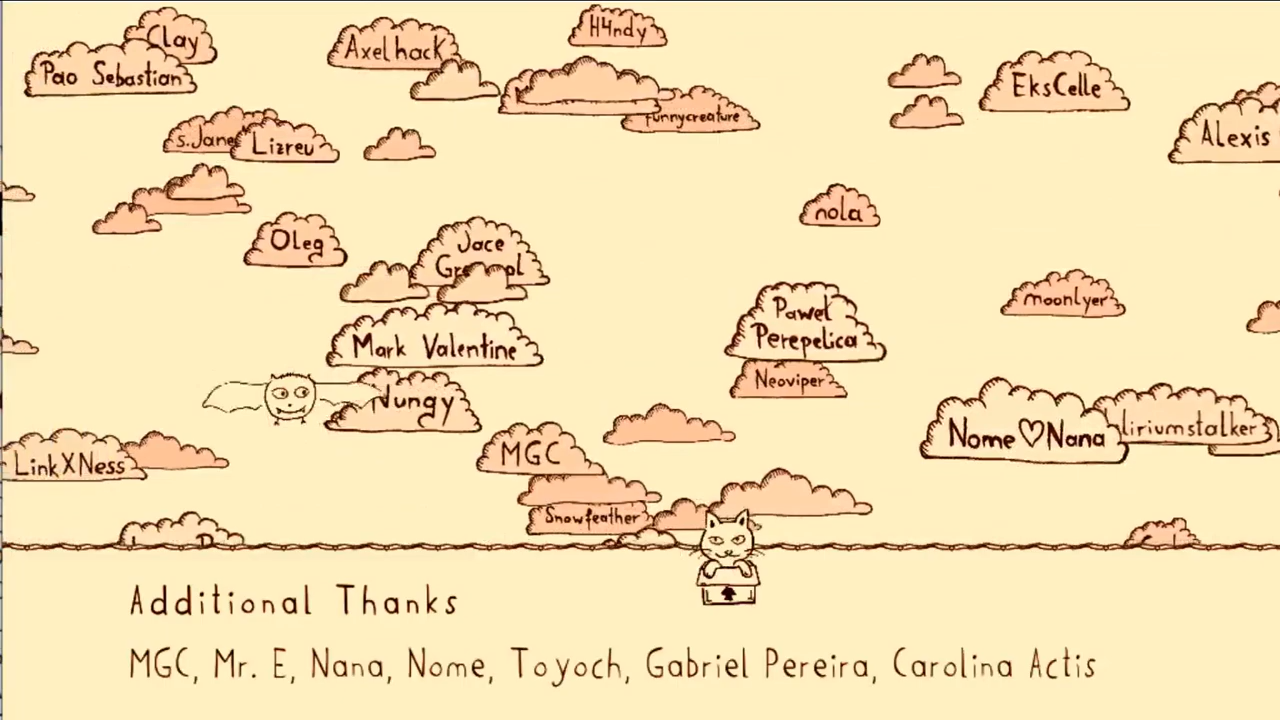 Clay
Pao Sebastian
Axelhack
H4ndy
funnycreature
EksCelle
Alexis
s.Jane
Lizreu
nola
Oleg
Jace
moonlyer
Paweł
Perepelica
Mark Valentine
Neoviper
Nungy
Nome♡Nana
liriumstalker
MGC
LinkXNess
Snowfeather
Additional Thanks
MGC, Mr. E, Nana, Nome, Toyoch, Gabriel Pereira, Carolina Actis